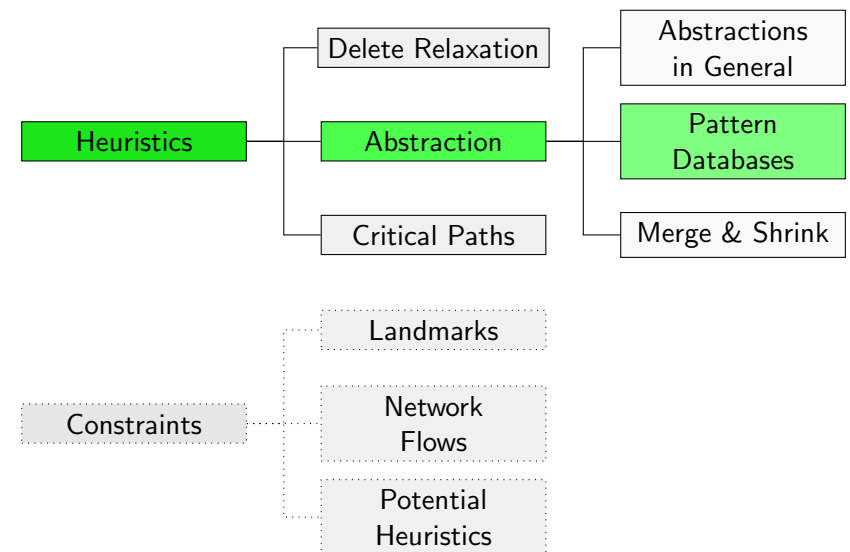 Heuristics
Delete Relaxation
Abstraction
Critical Paths
Abstractions
in General
Pattern
Databases
Merge & Shrink
Constraints
Landmarks
Network
Flows
Potential
Heuristics